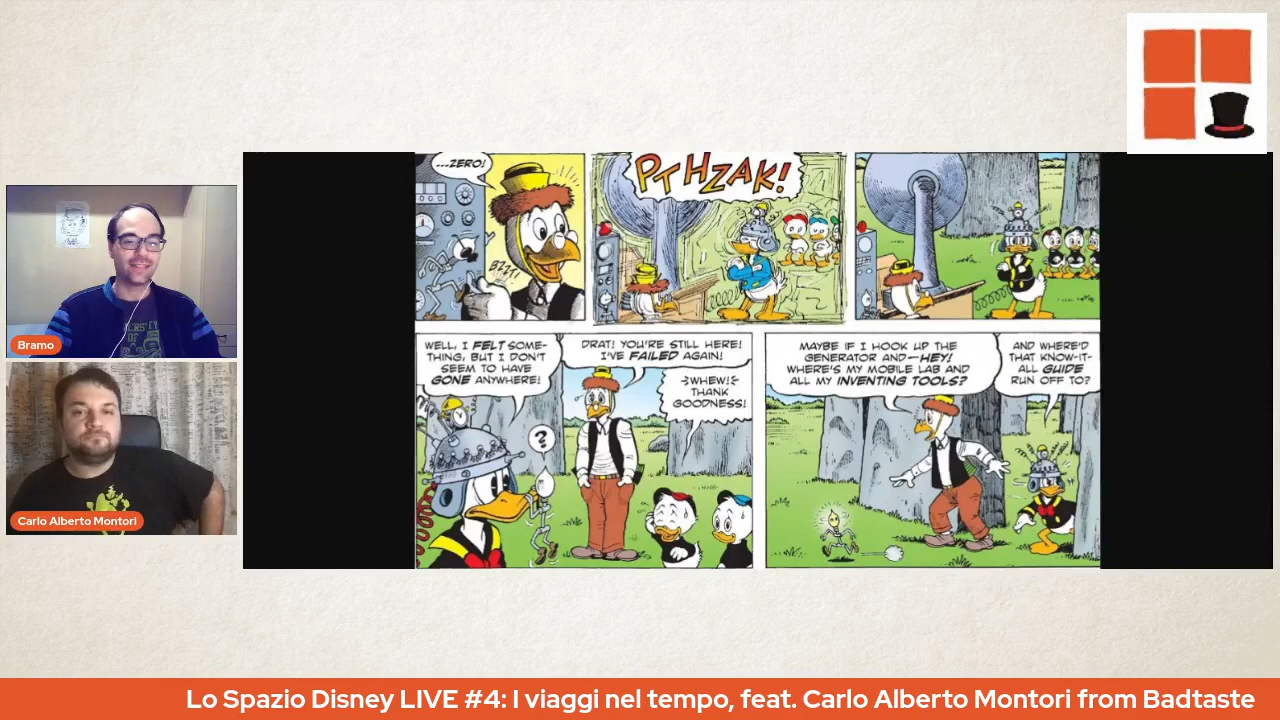 ...ZERO!
BZZT!
PTHZAK!
WELL, I FELT SOME-
THING, BUT I DON'T
SEEM TO HAVE
GONE ANYWHERE!
DRAT! YOU'RE STILL HERE!
I'VE FAILED AGAIN!
WHEW!
THANK
GOODNESS!
?
MAYBE IF I HOOK UP THE
GENERATOR AND—HEY!
WHERE'S MY MOBILE LAB AND
ALL MY INVENTING TOOLS?
AND WHERE'D
THAT KNOW-IT-
ALL GUIDE
RUN OFF TO?
Bramo
Carlo Alberto Montori
Lo Spazio Disney LIVE #4: I viaggi nel tempo, feat. Carlo Alberto Montori from Badtaste